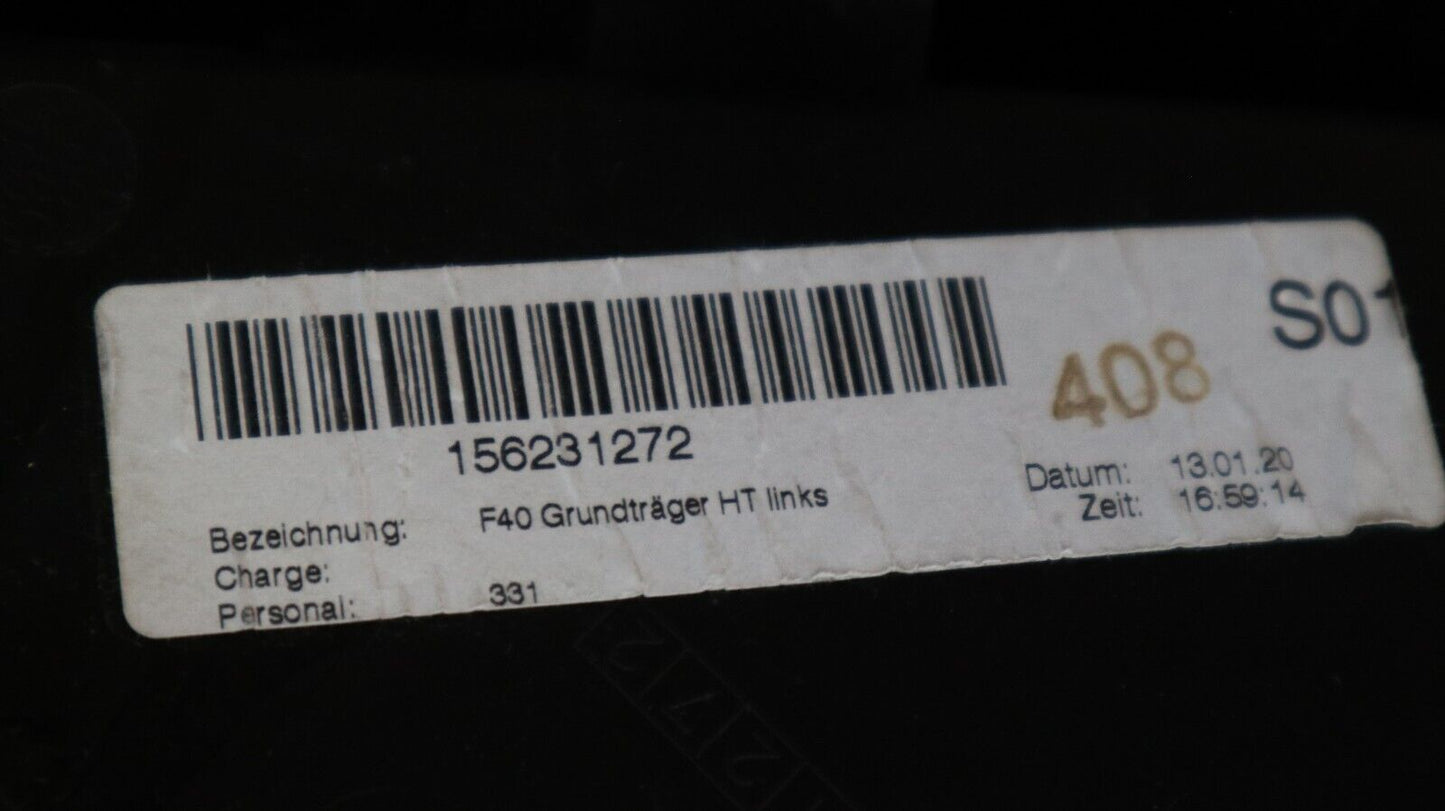 S01
408
156231272
Datum: 13.01.20
Zeit: 16:59:14
Bezeichnung: F40 Grundträger HT links
Charge:
Personal: 331